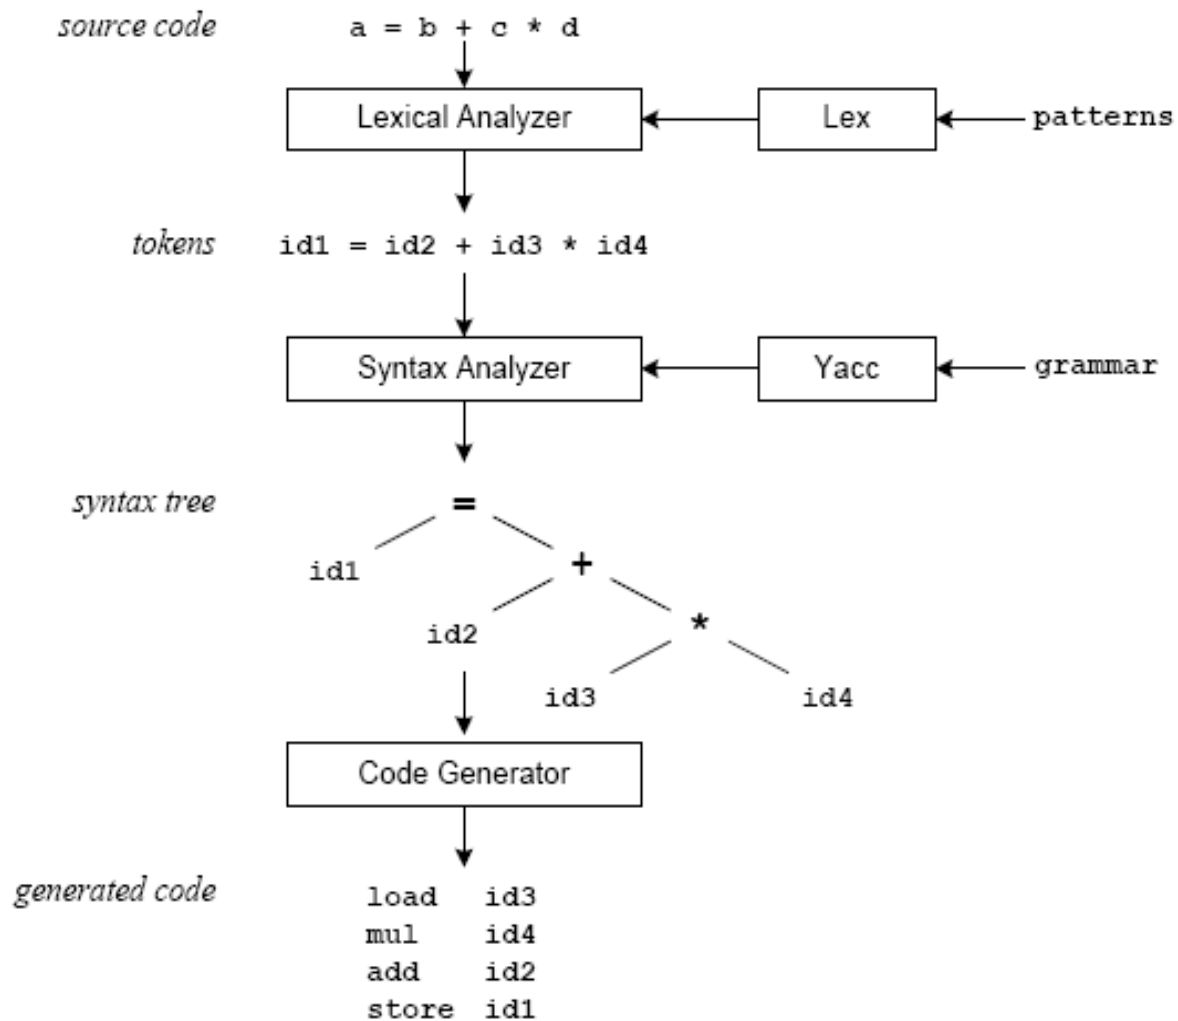 source code a = b + c * d
Lexical Analyzer Lex patterns
tokens id1 = id2 + id3 * id4
Syntax Analyzer Yacc grammar
syntax tree =
id1 +
id2 *
id3 id4
Code Generator
generated code load id3
mul id4
add id2
store id1